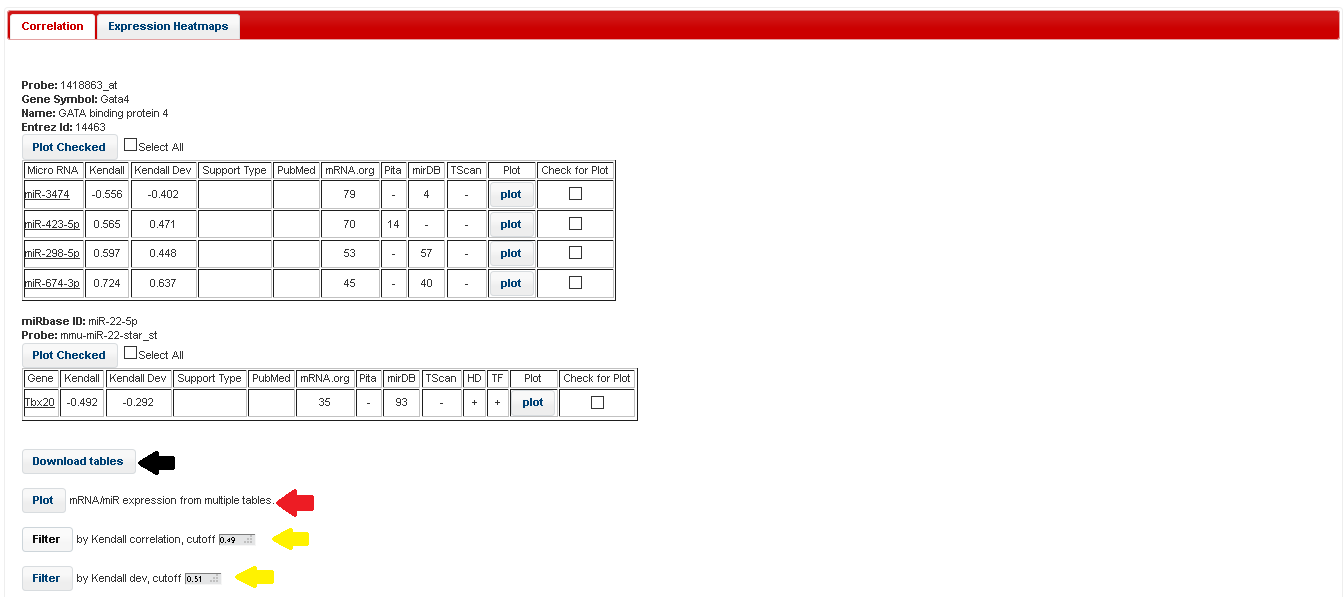 Correlation Expression Heatmaps
Probe: 1418863_at
Gene Symbol: Gata4
Name: GATA binding protein 4
Entrez Id: 14463
Plot Checked Select All
Micro RNA Kendall Kendall Dev Support Type PubMed mRNA.org Pita mirDB TScan Plot Check for Plot
miR-3474 -0.556 -0.402 79 - 4 - plot
miR-423-5p 0.565 0.471 70 14 - - plot
miR-298-5p 0.597 0.448 53 - 57 - plot
miR-674-3p 0.724 0.637 45 - 40 - plot
miRbase ID: miR-22-5p
Probe: mmu-miR-22-star_st
Plot Checked Select All
Gene Kendall Kendall Dev Support Type PubMed mRNA.org Pita mirDB TScan HD TF Plot Check for Plot
Tbx20 -0.492 -0.292 35 - 93 - + + plot
Download tables
Plot mRNA/miR expression from multiple tables.
Filter by Kendall correlation, cutoff 0.49
Filter by Kendall dev, cutoff 0.51